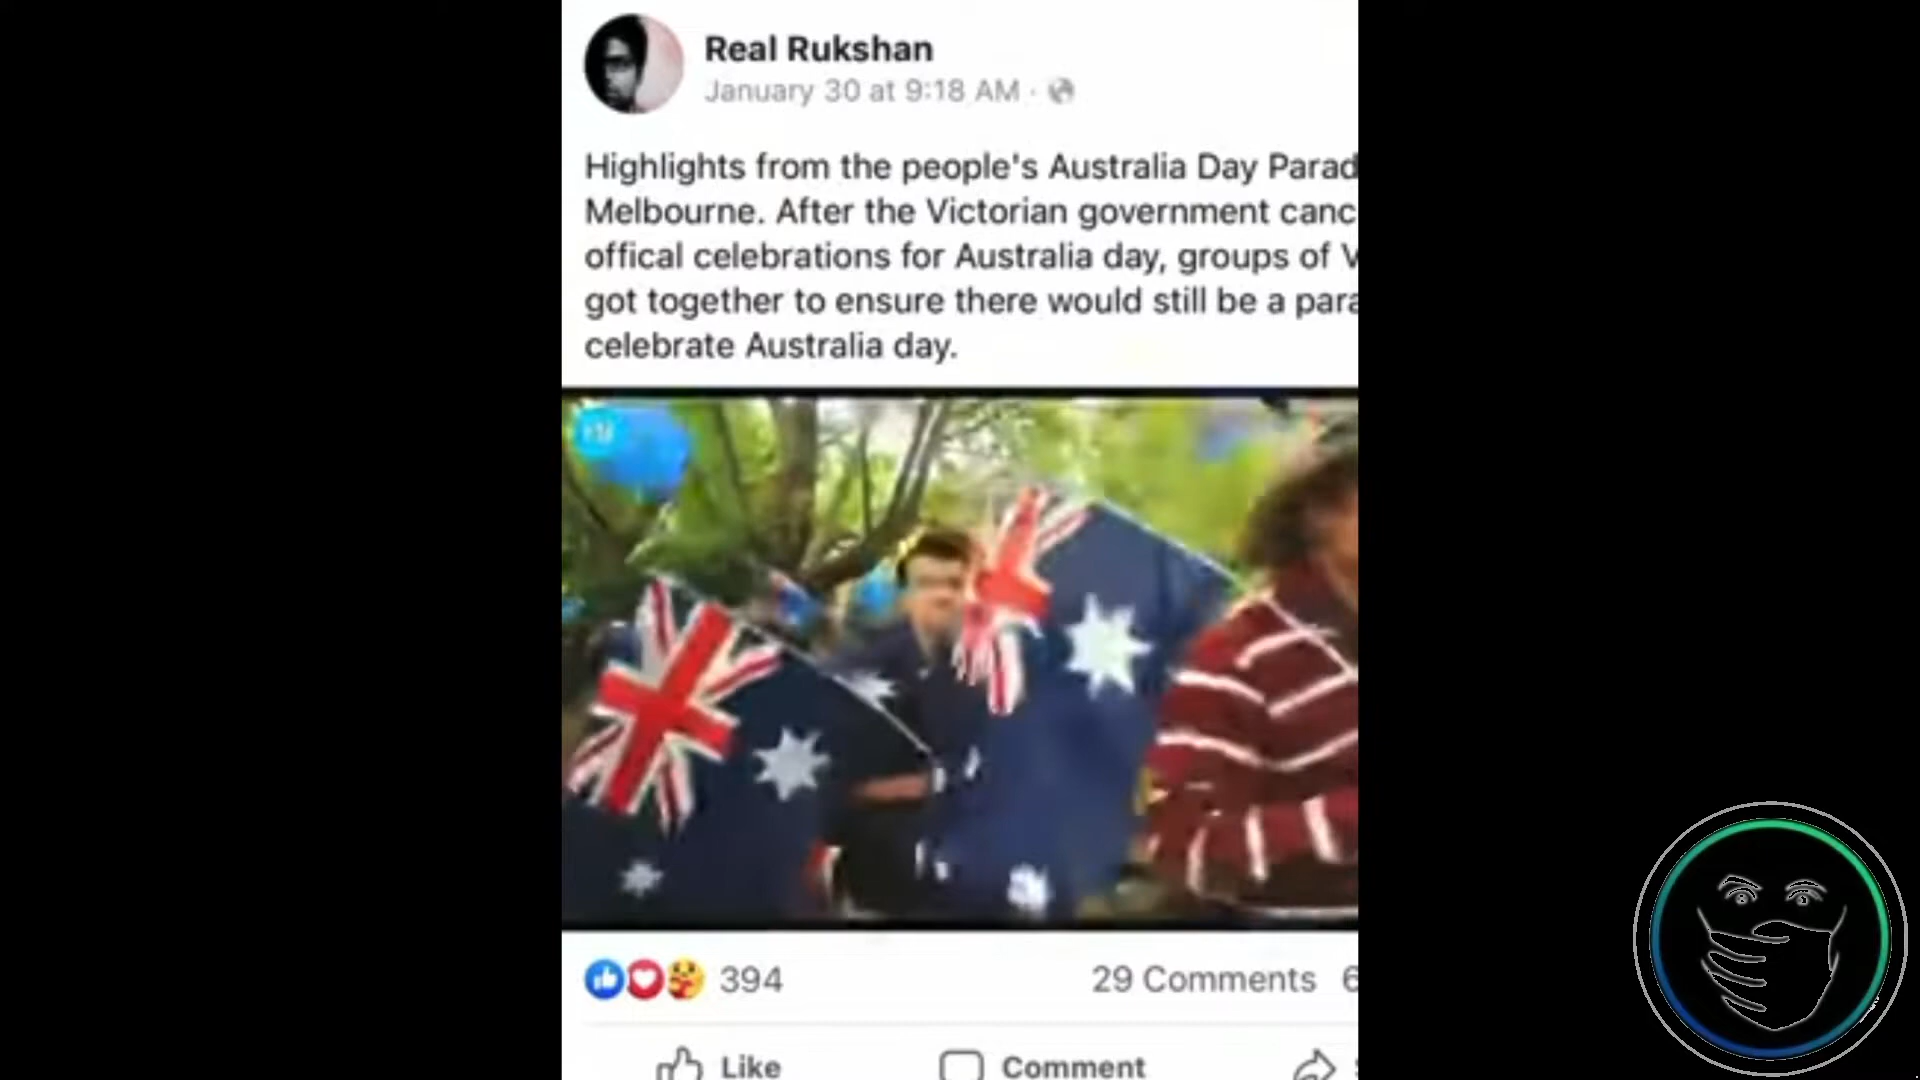 Real Rukshan
January 30 at 9:18 AM ·
Highlights from the people's Australia Day Parad
Melbourne. After the Victorian government canc
offical celebrations for Australia day, groups of V
got together to ensure there would still be a para
celebrate Australia day.
394
29 Comments 6
Like
Comment